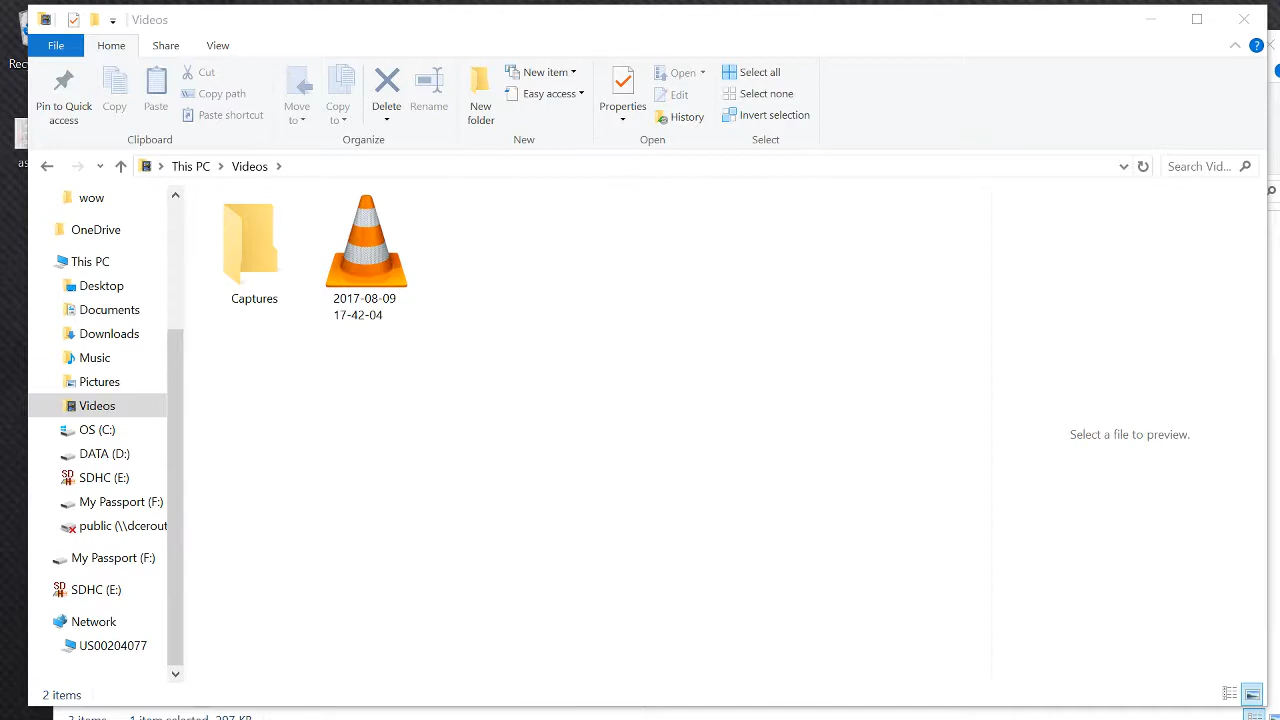 Videos
File Home Share View
Pin to Quick access
Copy
Paste
Cut
Copy path
Paste shortcut
Clipboard
Move to
Copy to
Delete
Rename
Organize
New folder
New item
Easy access
New
Properties
Open
Edit
History
Open
Select all
Select none
Invert selection
Select
This PC Videos
Search Vid...
wow
OneDrive
This PC
Desktop
Documents
Downloads
Music
Pictures
Videos
OS (C:)
DATA (D:)
SDHC (E:)
My Passport (F:)
public (\\dcerout
My Passport (F:)
SDHC (E:)
Network
US00204077
Captures
2017-08-09
17-42-04
Select a file to preview.
2 items